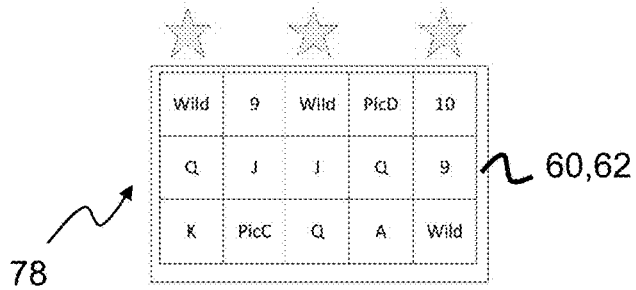 Wild 9 Wild PicD 10
Q J J Q 9 60,62
K PicC Q A Wild
78